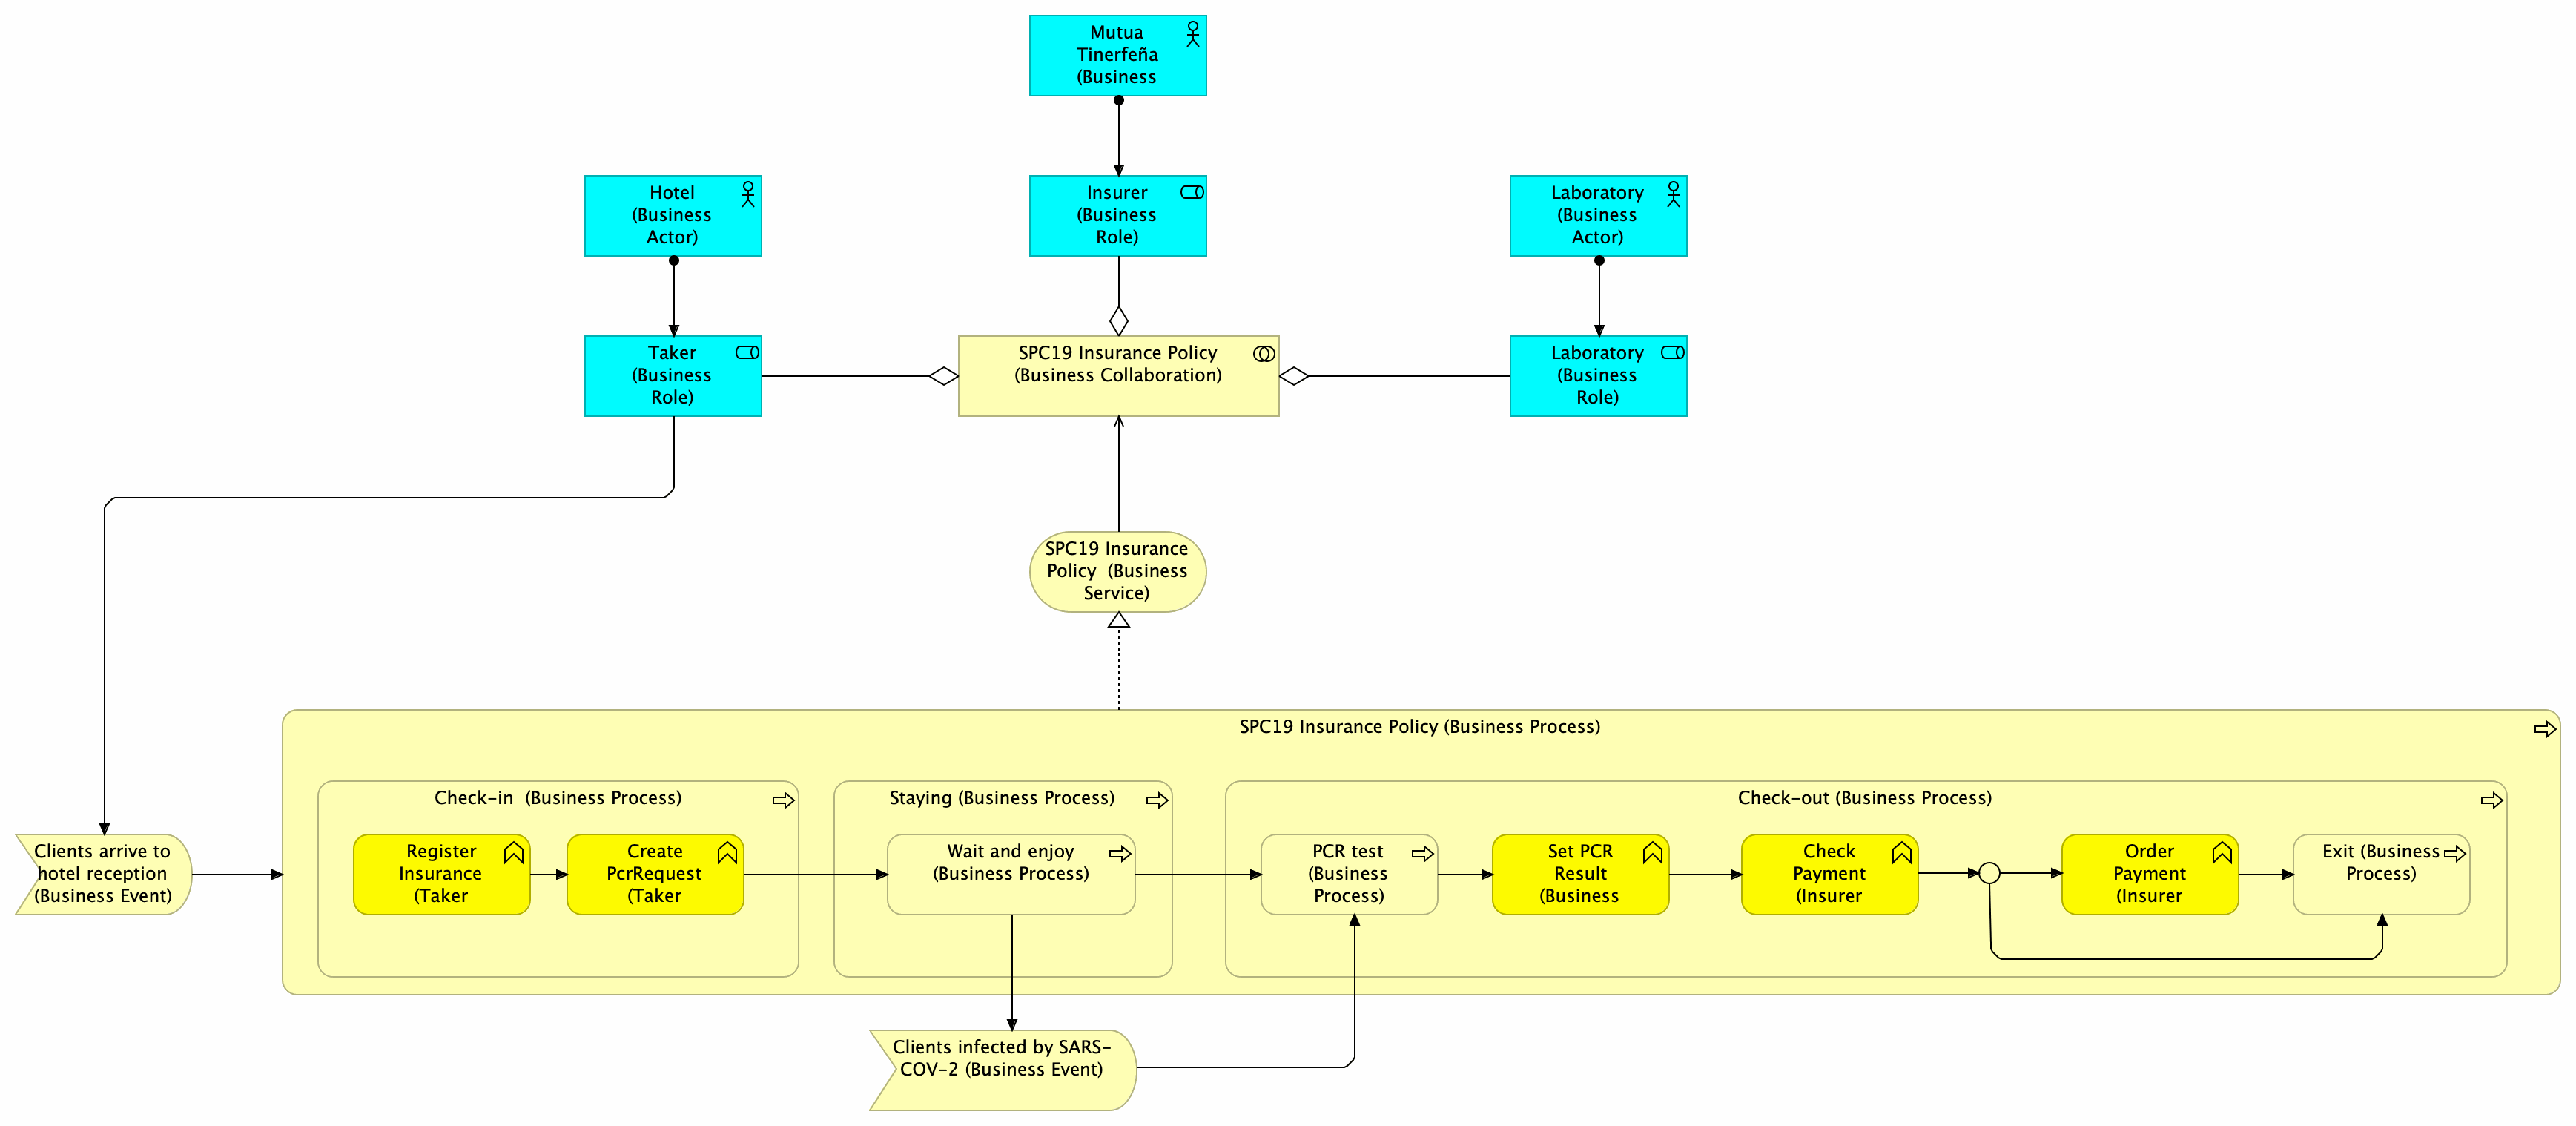 Mutua
Tinerfeña
(Business
Hotel
(Business
Actor)
Insurer
(Business
Role)
Laboratory
(Business
Actor)
Taker
(Business
Role)
SPC19 Insurance Policy
(Business Collaboration)
Laboratory
(Business
Role)
SPC19 Insurance
Policy  (Business
Service)
SPC19 Insurance Policy (Business Process)
Check-in  (Business Process)
Staying (Business Process)
Check-out (Business Process)
Clients arrive to
hotel reception
(Business Event)
Register
Insurance
(Taker
Create
PcrRequest
(Taker
Wait and enjoy
(Business Process)
PCR test
(Business
Process)
Set PCR
Result
(Business
Check
Payment
(Insurer
Order
Payment
(Insurer
Exit (Business
Process)
Clients infected by SARS-
COV-2 (Business Event)